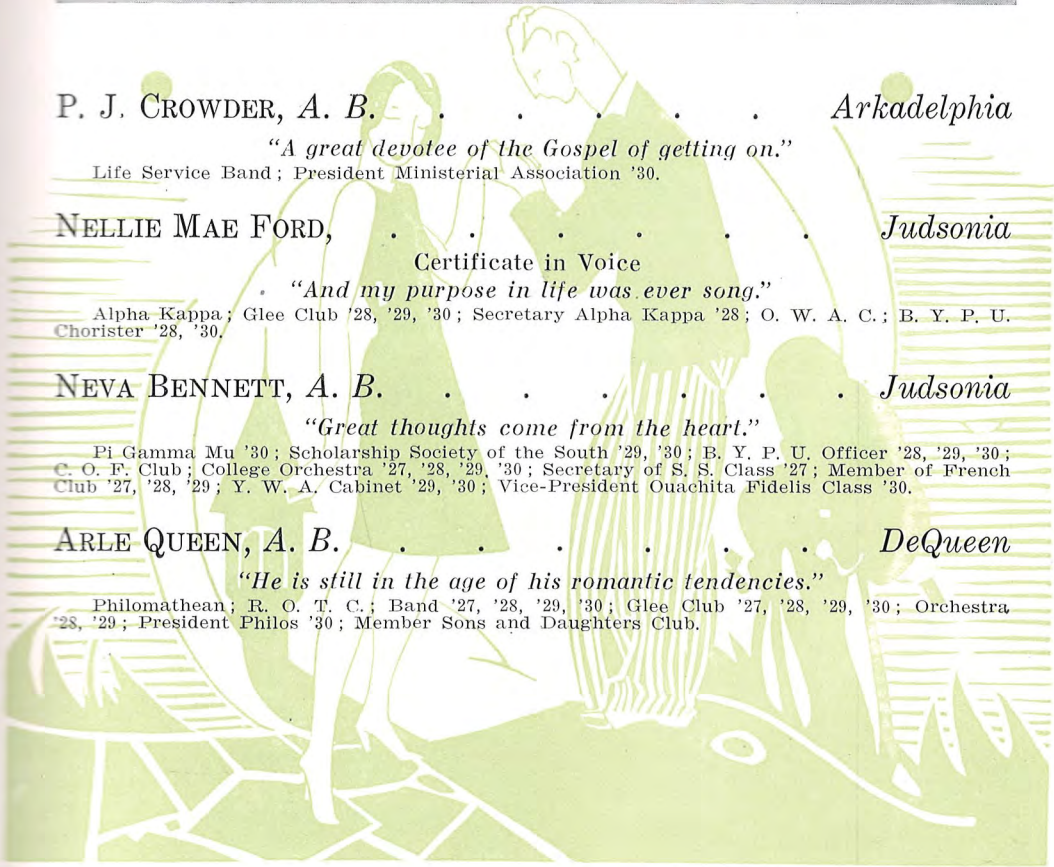 P. J. CROWDER, A. B. . . . . . Arkadelphia
"A great devotee of the Gospel of getting on."
Life Service Band; President Ministerial Association '30.
NELLIE MAE FORD, . . . . . . Judsonia
Certificate in Voice
"And my purpose in life was ever song."
Alpha Kappa; Glee Club '28, '29, '30; Secretary Alpha Kappa '28; O. W. A. C.; B. Y. P. U.
Chorister '28, '30.
NEVA BENNETT, A. B. . . . . . . Judsonia
"Great thoughts come from the heart."
Pi Gamma Mu '30; Scholarship Society of the South '29, '30; B. Y. P. U. Officer '28, '29, '30;
C. O. F. Club; College Orchestra '27, '28, '29, '30; Secretary of S. S. Class '27; Member of French
Club '27, '28, '29; Y. W. A. Cabinet '29, '30; Vice-President Ouachita Fidelis Class '30.
ARLE QUEEN, A. B. . . . . . . DeQueen
"He is still in the age of his romantic tendencies."
Philomathean; R. O. T. C.; Band '27, '28, '29, '30; Glee Club '27, '28, '29, '30; Orchestra
'28, '29; President Philos '30; Member Sons and Daughters Club.